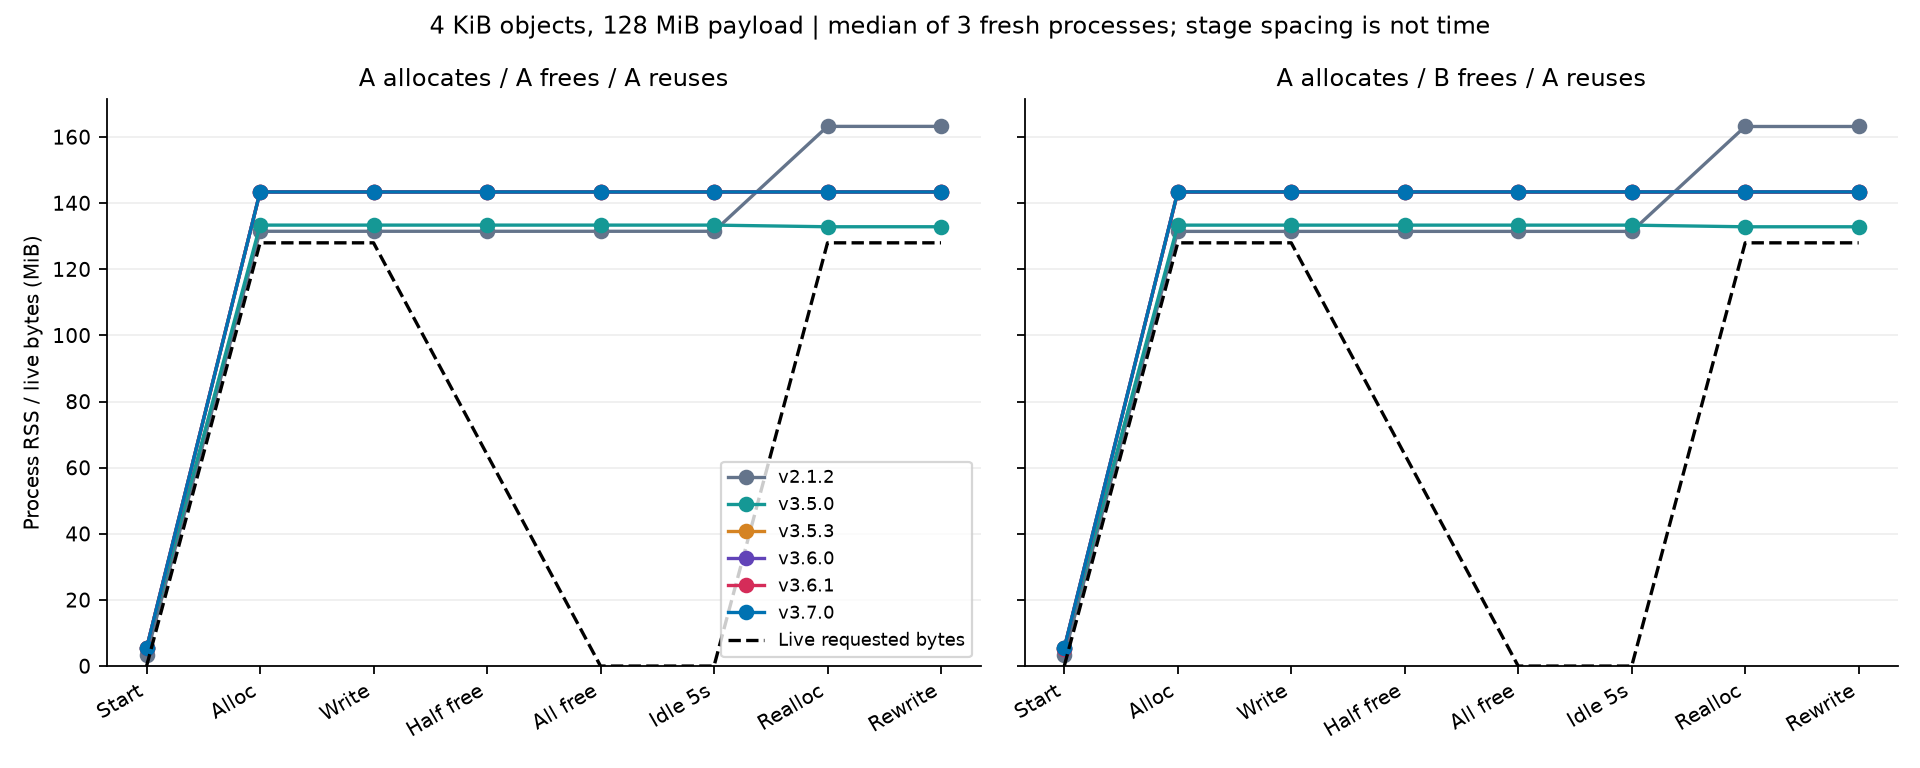 4 KiB objects, 128 MiB payload | median of 3 fresh processes; stage spacing is not time
A allocates / A frees / A reuses
A allocates / B frees / A reuses
Process RSS / live bytes (MiB)
160
140
120
100
80
60
40
20
0
v2.1.2
v3.5.0
v3.5.3
v3.6.0
v3.6.1
v3.7.0
Live requested bytes
Start
Alloc
Write
Half free
All free
Idle 5s
Realloc
Rewrite
Start
Alloc
Write
Half free
All free
Idle 5s
Realloc
Rewrite